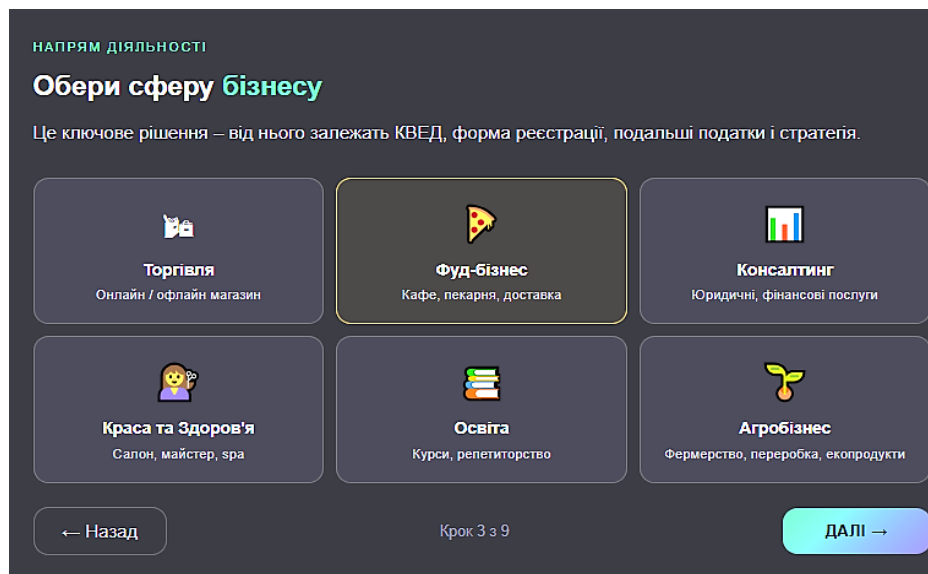 НАПРЯМ ДІЯЛЬНОСТІ
Обери сферу бізнесу
Це ключове рішення – від нього залежать КВЕД, форма реєстрації, подальші податки і стратегія.
Торгівля
Онлайн / офлайн магазин
Фуд-бізнес
Кафе, пекарня, доставка
Консалтинг
Юридичні, фінансові послуги
Краса та Здоров'я
Салон, майстер, spa
Освіта
Курси, репетиторство
Агробізнес
Фермерство, переробка, екопродукти
← Назад
Крок 3 з 9
ДАЛІ →